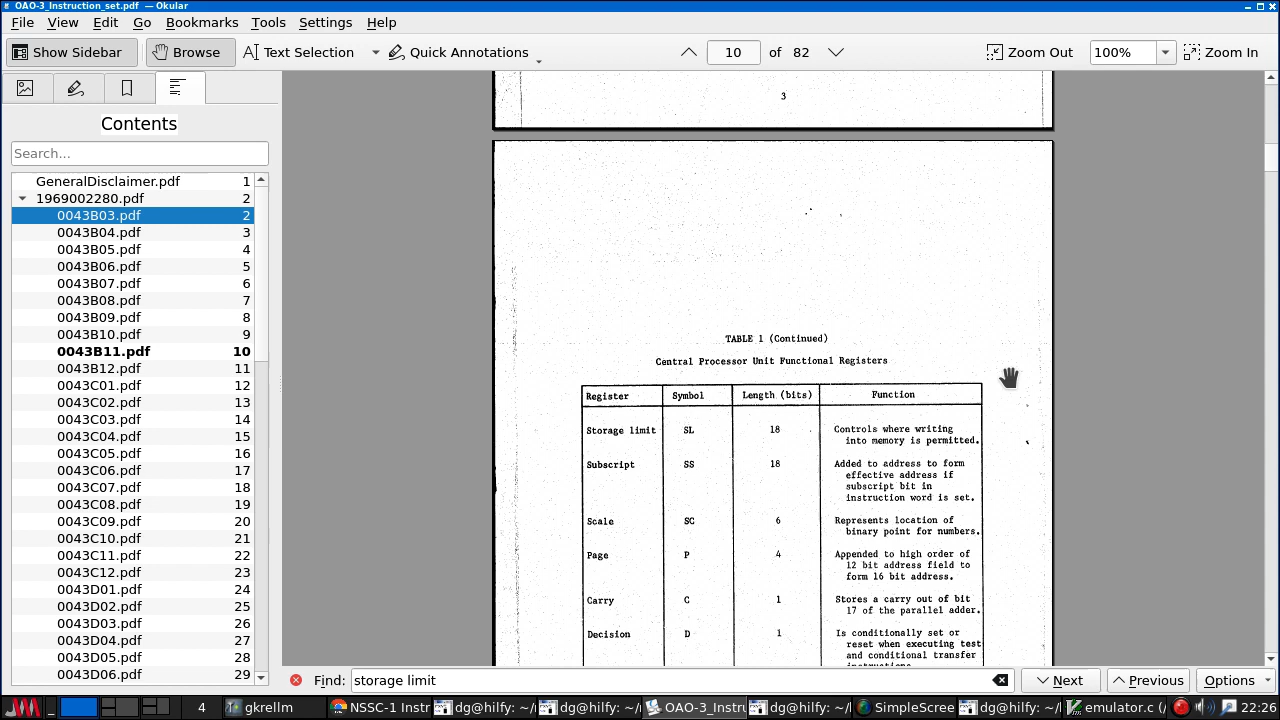 OAO-3_Instruction_set.pdf — Okular
File View Edit Go Bookmarks Tools Settings Help
Show Sidebar Browse Text Selection Quick Annotations 10 of 82 Zoom Out 100% Zoom In
Contents
Search...
GeneralDisclaimer.pdf 1
1969002280.pdf 2
0043B03.pdf 2
0043B04.pdf 3
0043B05.pdf 4
0043B06.pdf 5
0043B07.pdf 6
0043B08.pdf 7
0043B09.pdf 8
0043B10.pdf 9
0043B11.pdf 10
0043B12.pdf 11
0043C01.pdf 12
0043C02.pdf 13
0043C03.pdf 14
0043C04.pdf 15
0043C05.pdf 16
0043C06.pdf 17
0043C07.pdf 18
0043C08.pdf 19
0043C09.pdf 20
0043C10.pdf 21
0043C11.pdf 22
0043C12.pdf 23
0043D01.pdf 24
0043D02.pdf 25
0043D03.pdf 26
0043D04.pdf 27
0043D05.pdf 28
0043D06.pdf 29
3
TABLE 1 (Continued)
Central Processor Unit Functional Registers
Register Symbol Length (bits) Function
Storage limit SL 18 Controls where writing
into memory is permitted.
Subscript SS 18 Added to address to form
effective address if
subscript bit in
instruction word is set.
Scale SC 6 Represents location of
binary point for numbers.
Page P 4 Appended to high order of
12 bit address field to
form 16 bit address.
Carry C 1 Stores a carry out of bit
17 of the parallel adder.
Decision D 1 Is conditionally set or
reset when executing test
and conditional transfer
Find: storage limit Next Previous Options
4 gkrellm NSSC-1 Instr dg@hilfy: ~/ dg@hilfy: ~/ OAO-3_Instru dg@hilfy: ~/ SimpleScree dg@hilfy: ~/ emulator.c ( 22:26